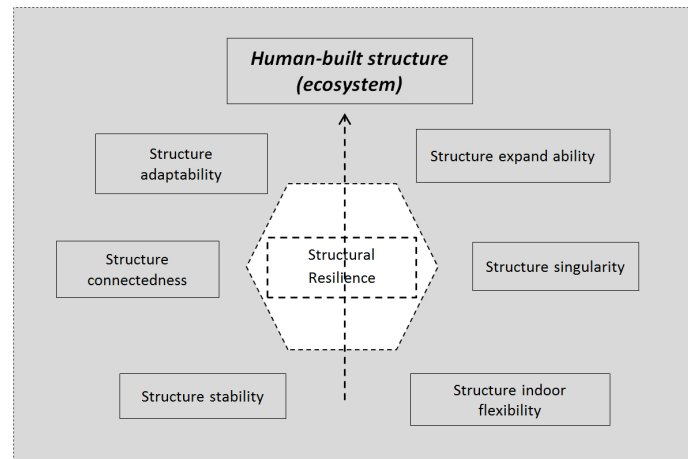 Human-built structure
(ecosystem)
Structure
adaptability
Structure expand ability
Structure
connectedness
Structural
Resilience
Structure singularity
Structure stability
Structure indoor
flexibility